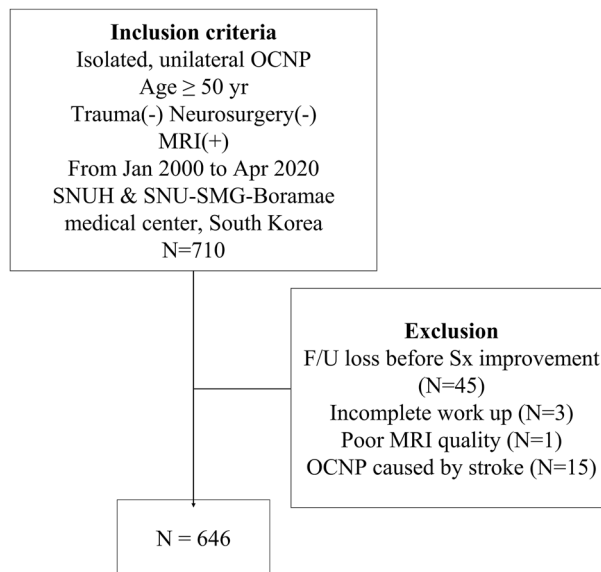 Inclusion criteria
Isolated, unilateral OCNP
Age ≥ 50 yr
Trauma(-) Neurosurgery(-)
MRI(+)
From Jan 2000 to Apr 2020
SNUH & SNU-SMG-Boramae
medical center, South Korea
N=710
Exclusion
F/U loss before Sx improvement
(N=45)
Incomplete work up (N=3)
Poor MRI quality (N=1)
OCNP caused by stroke (N=15)
N = 646